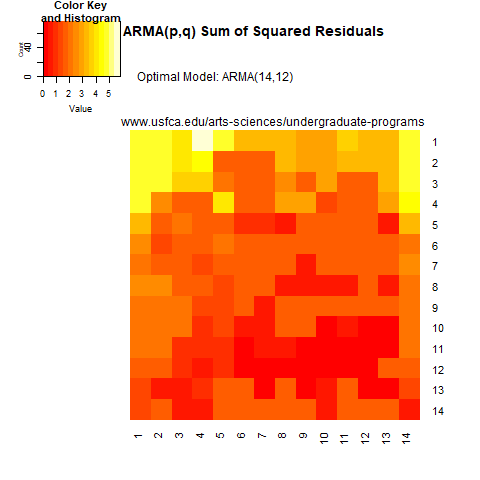 Color Key
and Histogram
Count
0 40
0 1 2 3 4 5
Value
ARMA(p,q) Sum of Squared Residuals
Optimal Model: ARMA(14,12)
www.usfca.edu/arts-sciences/undergraduate-programs
1
2
3
4
5
6
7
8
9
10
11
12
13
14
1 2 3 4 5 6 7 8 9 10 11 12 13 14